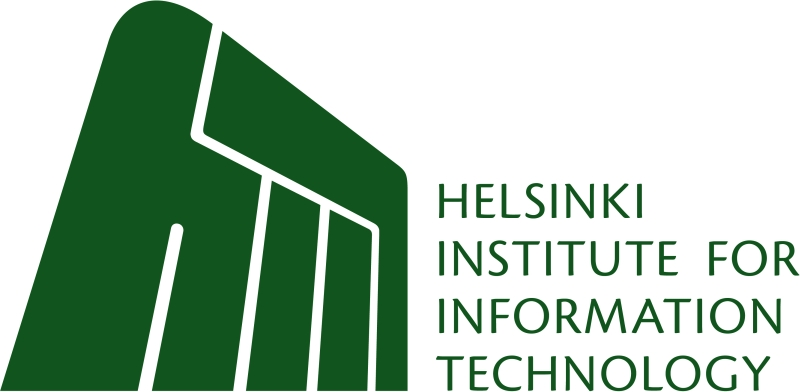 HELSINKI
INSTITUTE FOR
INFORMATION
TECHNOLOGY